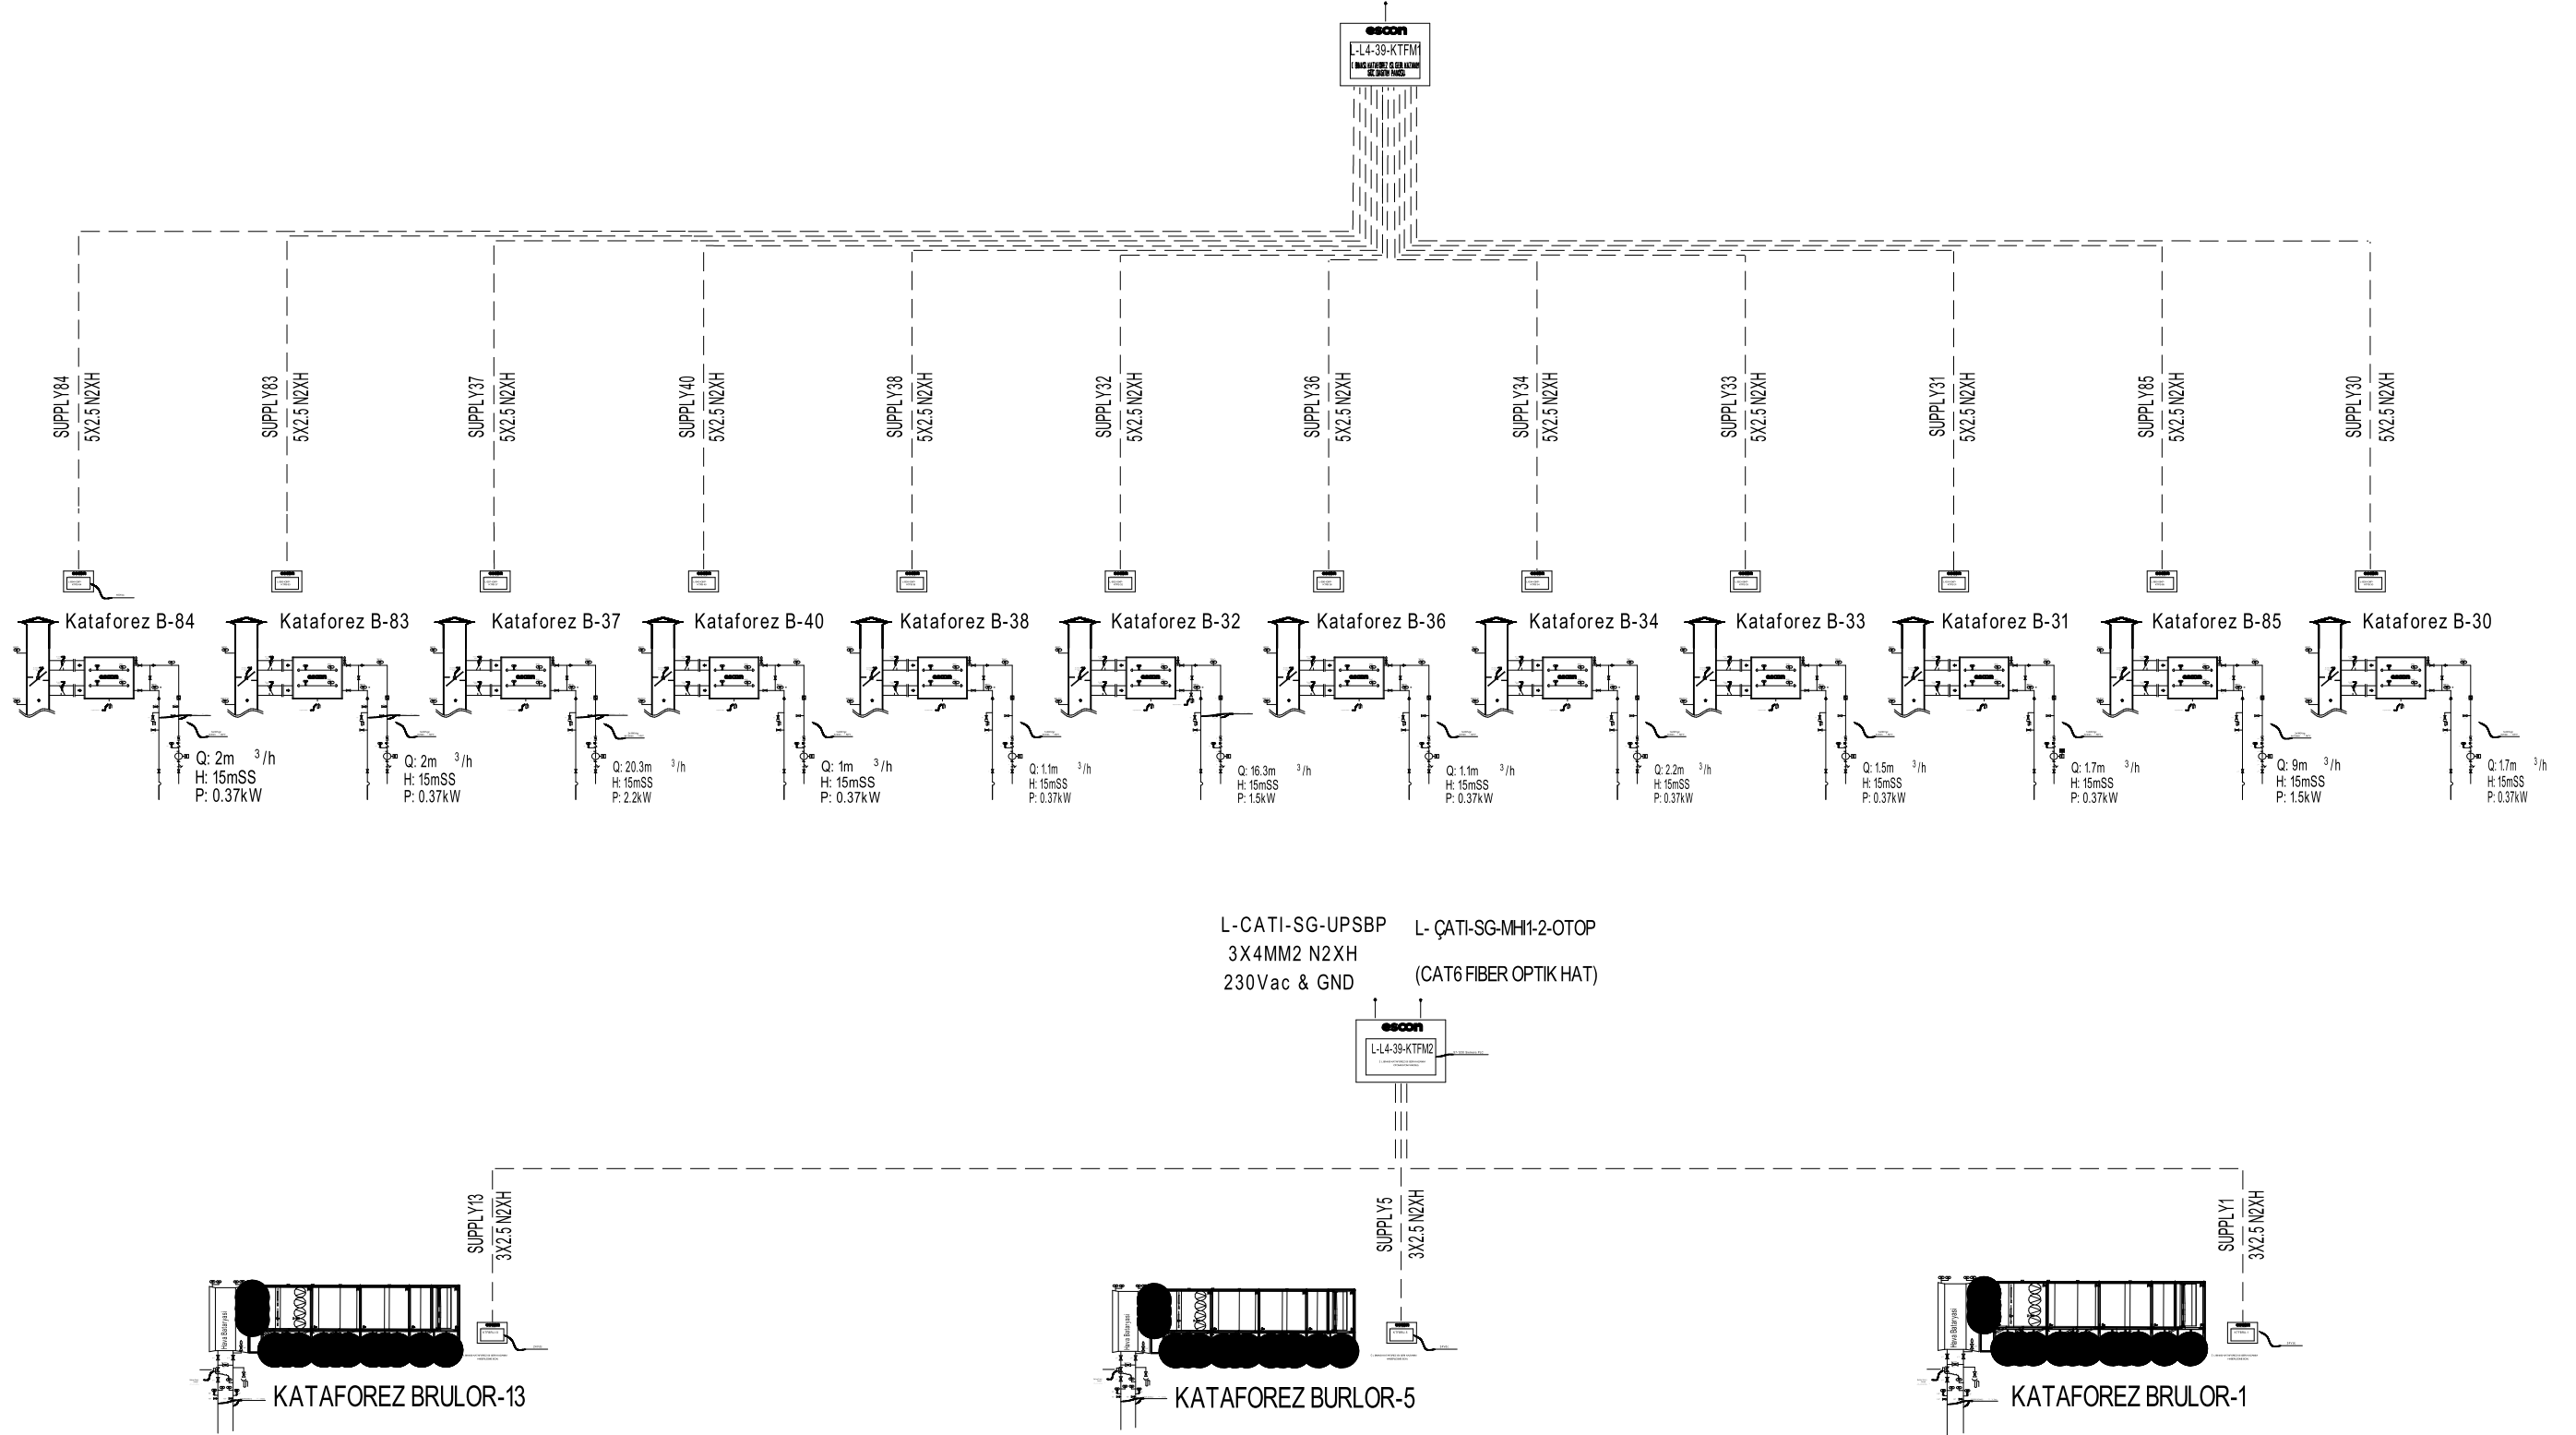 escon
L-L4-39-KTFM1
SUPPLY84
5X2.5 N2XH
SUPPLY83
5X2.5 N2XH
SUPPLY37
5X2.5 N2XH
SUPPLY40
5X2.5 N2XH
SUPPLY38
5X2.5 N2XH
SUPPLY32
5X2.5 N2XH
SUPPLY36
5X2.5 N2XH
SUPPLY34
5X2.5 N2XH
SUPPLY33
5X2.5 N2XH
SUPPLY31
5X2.5 N2XH
SUPPLY85
5X2.5 N2XH
SUPPLY30
5X2.5 N2XH
Kataforez B-84
Kataforez B-83
Kataforez B-37
Kataforez B-40
Kataforez B-38
Kataforez B-32
Kataforez B-36
Kataforez B-34
Kataforez B-33
Kataforez B-31
Kataforez B-85
Kataforez B-30
Q: 2m 3/h
H: 15mSS
P: 0.37kW
Q: 2m 3/h
H: 15mSS
P: 0.37kW
Q: 20.3m 3/h
H: 15mSS
P: 2.2kW
Q: 1m 3/h
H: 15mSS
P: 0.37kW
Q: 1.1m 3/h
H: 15mSS
P: 0.37kW
Q: 16.3m 3/h
H: 15mSS
P: 1.5kW
Q: 1.1m 3/h
H: 15mSS
P: 0.37kW
Q: 2.2m 3/h
H: 15mSS
P: 0.37kW
Q: 1.5m 3/h
H: 15mSS
P: 0.37kW
Q: 1.7m 3/h
H: 15mSS
P: 0.37kW
Q: 9m 3/h
H: 15mSS
P: 1.5kW
Q: 1.7m 3/h
H: 15mSS
P: 0.37kW
L-CATI-SG-UPSBP
3X4MM2 N2XH
230Vac & GND
L- ÇATI-SG-MHI1-2-OTOP
(CAT6 FIBER OPTIK HAT)
escon
L-L4-39-KTFM2
SUPPLY13
3X2.5 N2XH
SUPPLY5
3X2.5 N2XH
SUPPLY1
3X2.5 N2XH
Hava Bataryasi
Hava Bataryasi
Hava Bataryasi
KATAFOREZ BRULOR-13
KATAFOREZ BURLOR-5
KATAFOREZ BRULOR-1